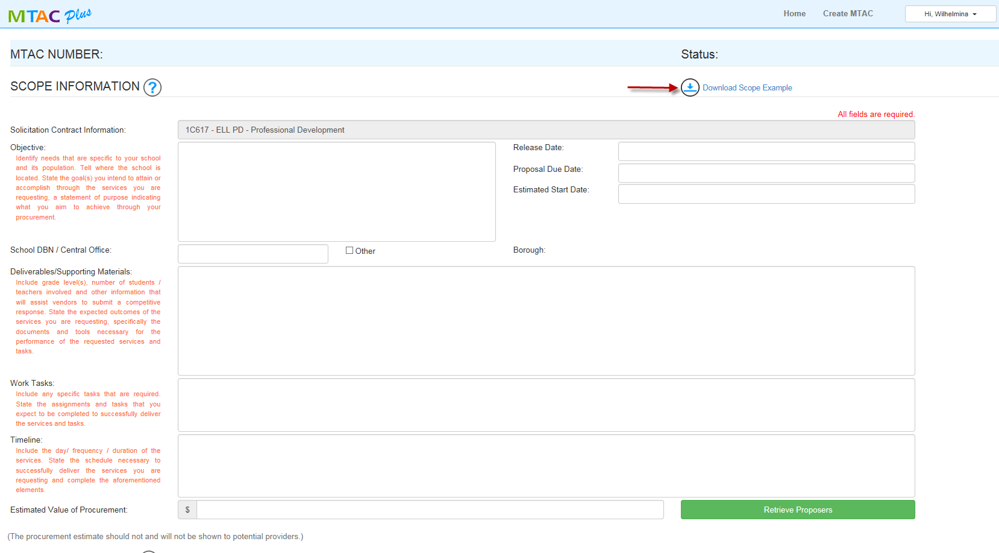 MTAC Plus
Home
Create MTAC
Hi, Wilhelmina
MTAC NUMBER:
Status:
SCOPE INFORMATION ?
Download Scope Example
All fields are required.
Solicitation Contract Information:
1C617 - ELL PD - Professional Development
Objective:
Identify needs that are specific to your school
and its population. Tell where the school is
located. State the goal(s) you intend to attain or
accomplish through the services you are
requesting, a statement of purpose indicating
what you aim to achieve through your
procurement.
Release Date:
Proposal Due Date:
Estimated Start Date:
School DBN / Central Office:
Other
Borough:
Deliverables/Supporting Materials:
Include grade level(s), number of students /
teachers involved and other information that
will assist vendors to submit a competitive
response. State the expected outcomes of the
services you are requesting, specifically the
documents and tools necessary for the
performance of the requested services and
tasks.
Work Tasks:
Include any specific tasks that are required.
State the assignments and tasks that you
expect to be completed to successfully deliver
the services and tasks.
Timeline:
Include the day/ frequency / duration of the
services. State the schedule necessary to
successfully deliver the services you are
requesting and complete the aforementioned
elements.
Estimated Value of Procurement:
$
Retrieve Proposers
(The procurement estimate should not and will not be shown to potential providers.)